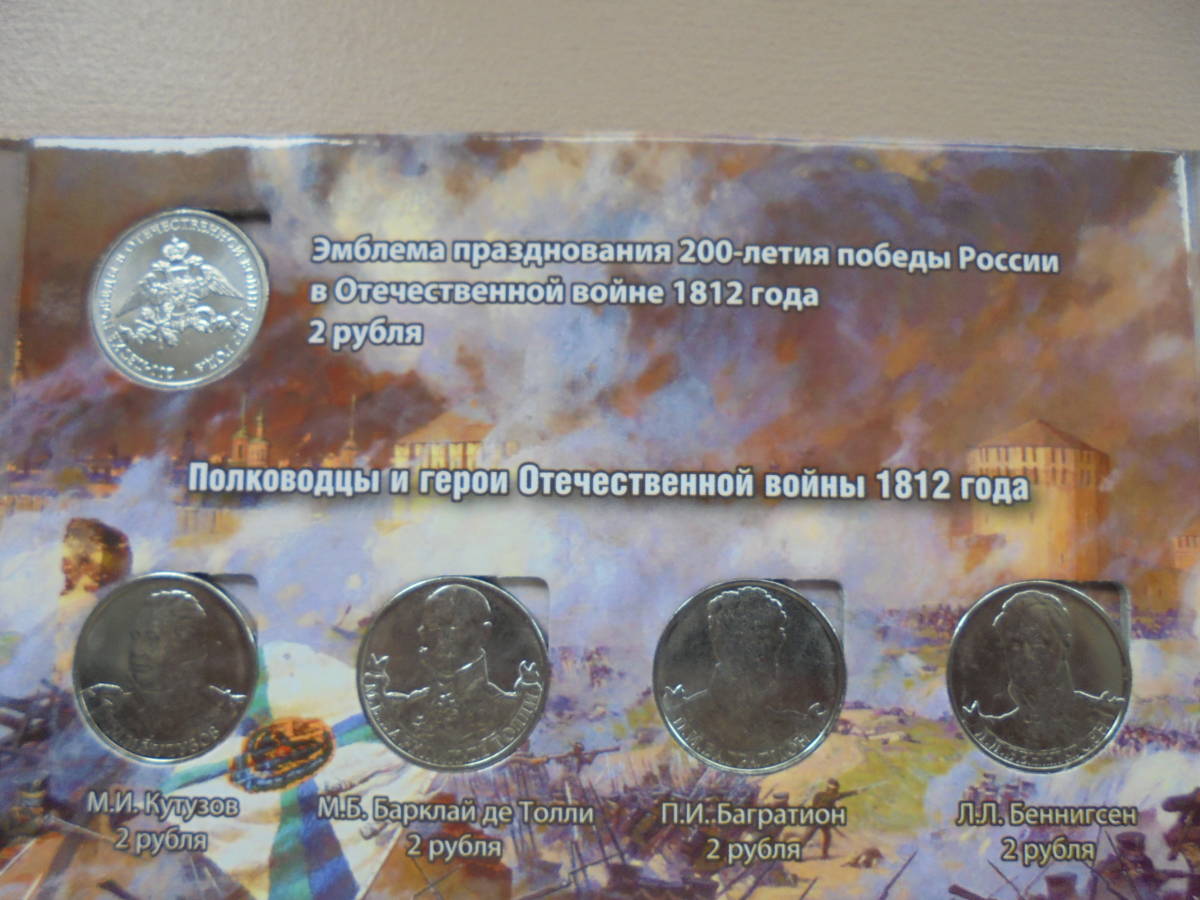 Эмблема празднования 200-летия победы России
в Отечественной войне 1812 года
2 рубля
Полководцы и герои Отечественной войны 1812 года
М.И. Кутузов
2 рубля
М.Б. Барклай де Толли
2 рубля
П.И. Багратион
2 рубля
Л.Л. Беннигсен
2 рубля